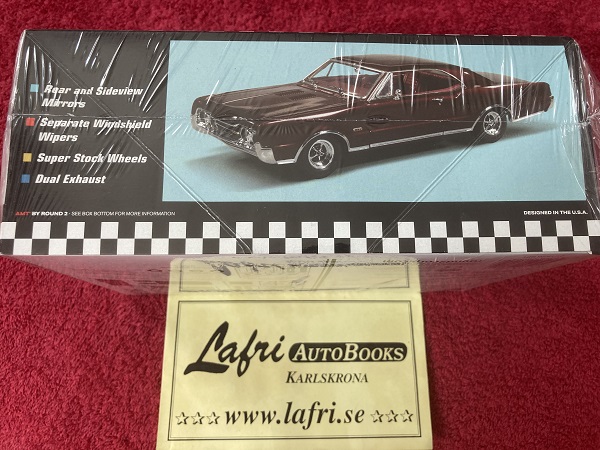 Rear and Sideview
Mirrors
Separate Windshield
Wipers
Super Stock Wheels
Dual Exhaust
AMT® BY ROUND 2 - SEE BOX BOTTOM FOR MORE INFORMATION
DESIGNED IN THE U.S.A.
Lafri AUTOBOOKS
KARLSKRONA
www.lafri.se